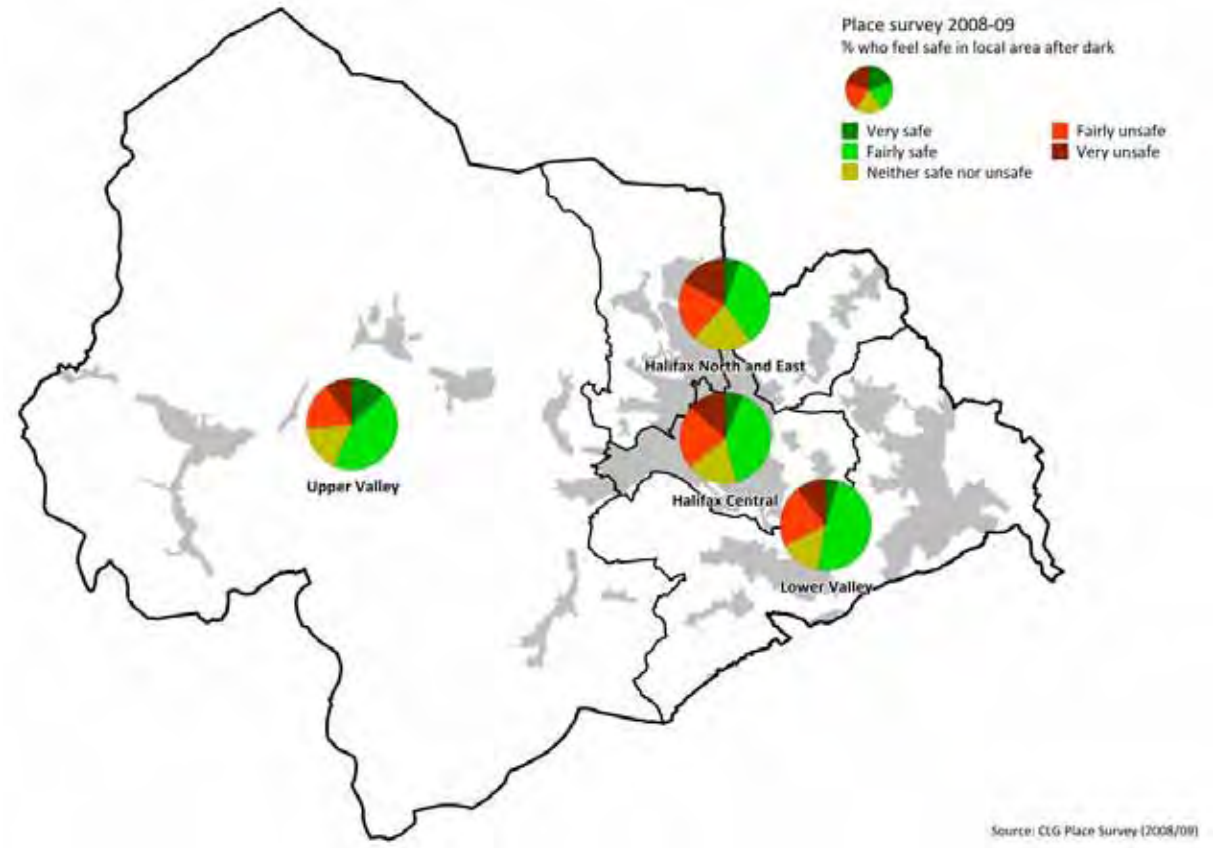 Place survey 2008-09
% who feel safe in local area after dark
Very safe
Fairly unsafe
Fairly safe
Very unsafe
Neither safe nor unsafe
Halifax North and East
Upper Valley
Halifax Central
Lower Valley
Source: CLG Place Survey (2008/09)